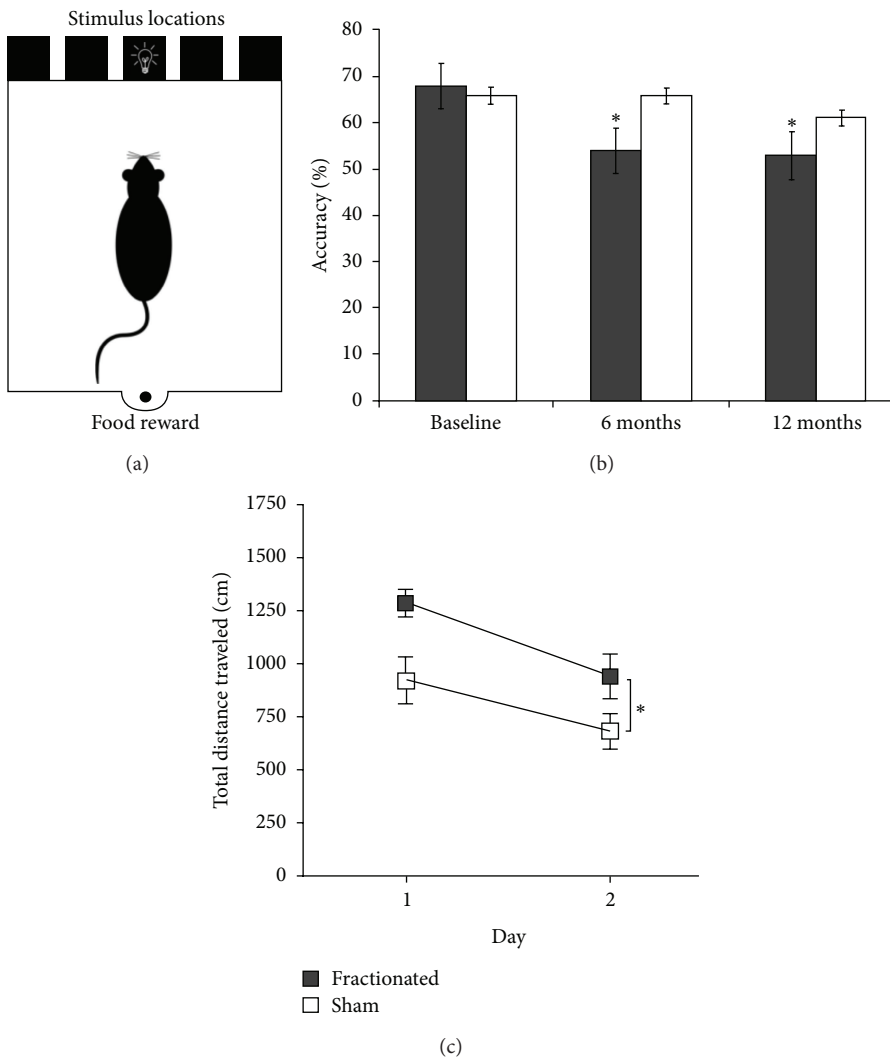 Stimulus locations
Food reward
(a)
Accuracy (%)
80
70
60
50
40
30
20
10
0
*
*
Baseline
6 months
12 months
(b)
Total distance traveled (cm)
1750
1500
1250
1000
750
500
250
0
*
1
2
Day
Fractionated
Sham
(c)